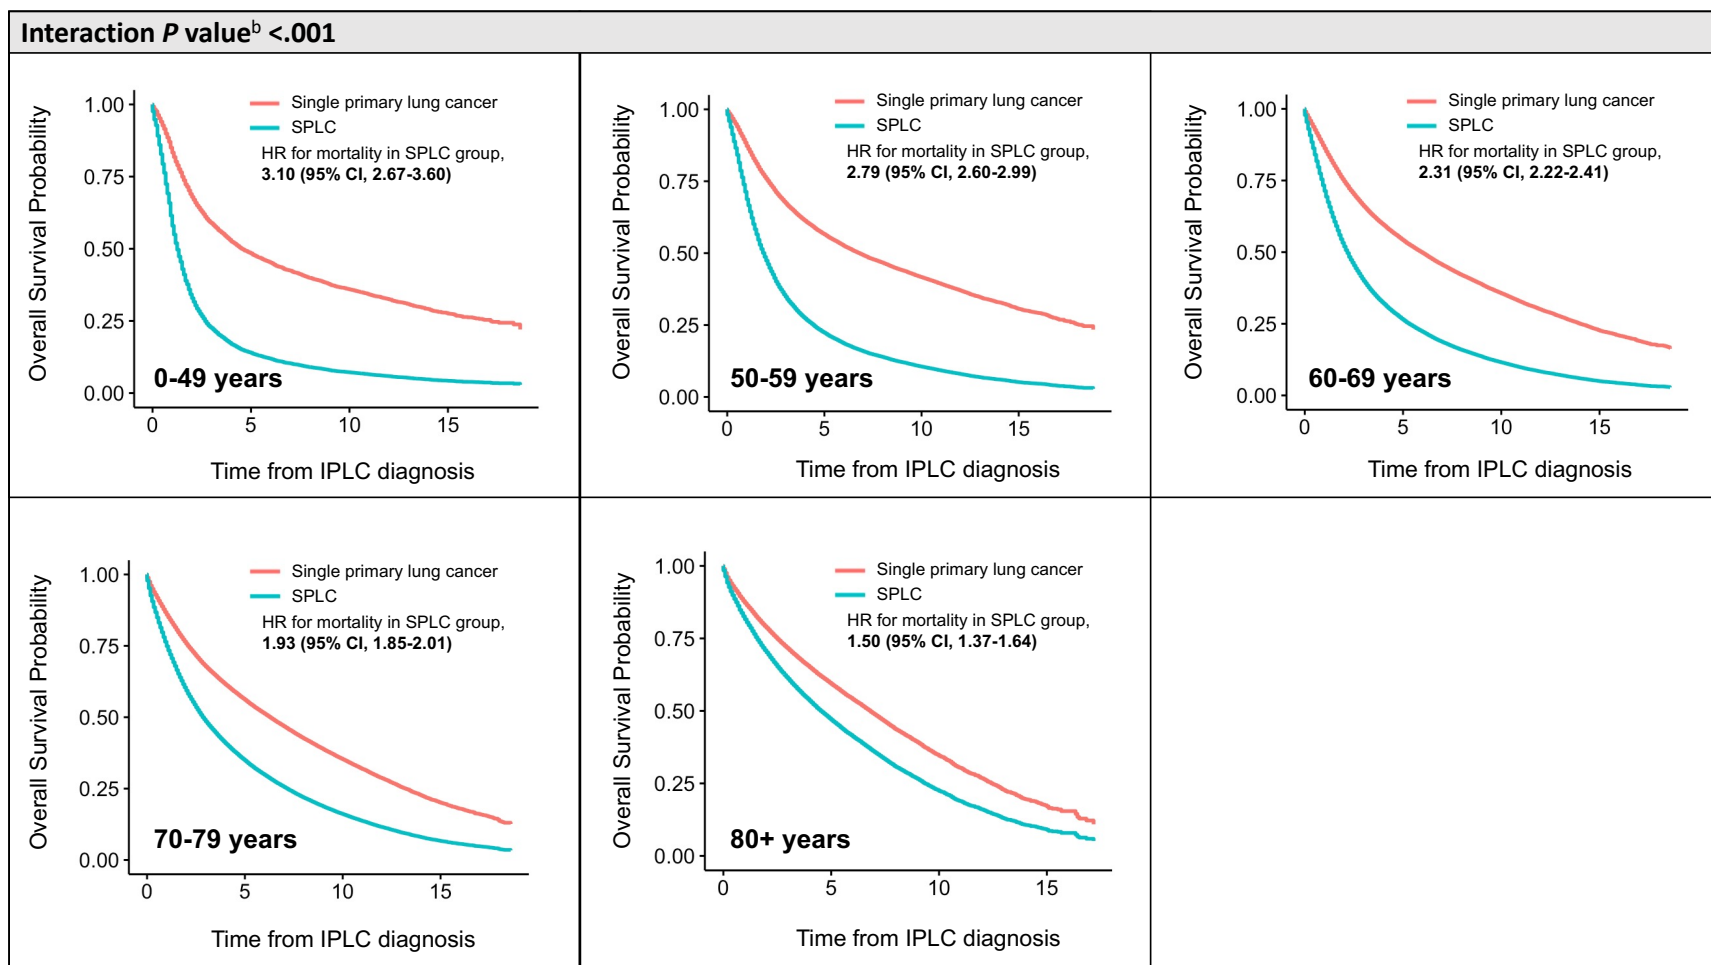 Interaction P valueᵇ <.001
Overall Survival Probability
1.00
0.75
0.50
0.25
0.00
Single primary lung cancer
SPLC
HR for mortality in SPLC group,
3.10 (95% CI, 2.67-3.60)
0-49 years
0 5 10 15
Time from IPLC diagnosis
Overall Survival Probability
1.00
0.75
0.50
0.25
0.00
Single primary lung cancer
SPLC
HR for mortality in SPLC group,
2.79 (95% CI, 2.60-2.99)
50-59 years
0 5 10 15
Time from IPLC diagnosis
Overall Survival Probability
1.00
0.75
0.50
0.25
0.00
Single primary lung cancer
SPLC
HR for mortality in SPLC group,
2.31 (95% CI, 2.22-2.41)
60-69 years
0 5 10 15
Time from IPLC diagnosis
Overall Survival Probability
1.00
0.75
0.50
0.25
0.00
Single primary lung cancer
SPLC
HR for mortality in SPLC group,
1.93 (95% CI, 1.85-2.01)
70-79 years
0 5 10 15
Time from IPLC diagnosis
Overall Survival Probability
1.00
0.75
0.50
0.25
0.00
Single primary lung cancer
SPLC
HR for mortality in SPLC group,
1.50 (95% CI, 1.37-1.64)
80+ years
0 5 10 15
Time from IPLC diagnosis